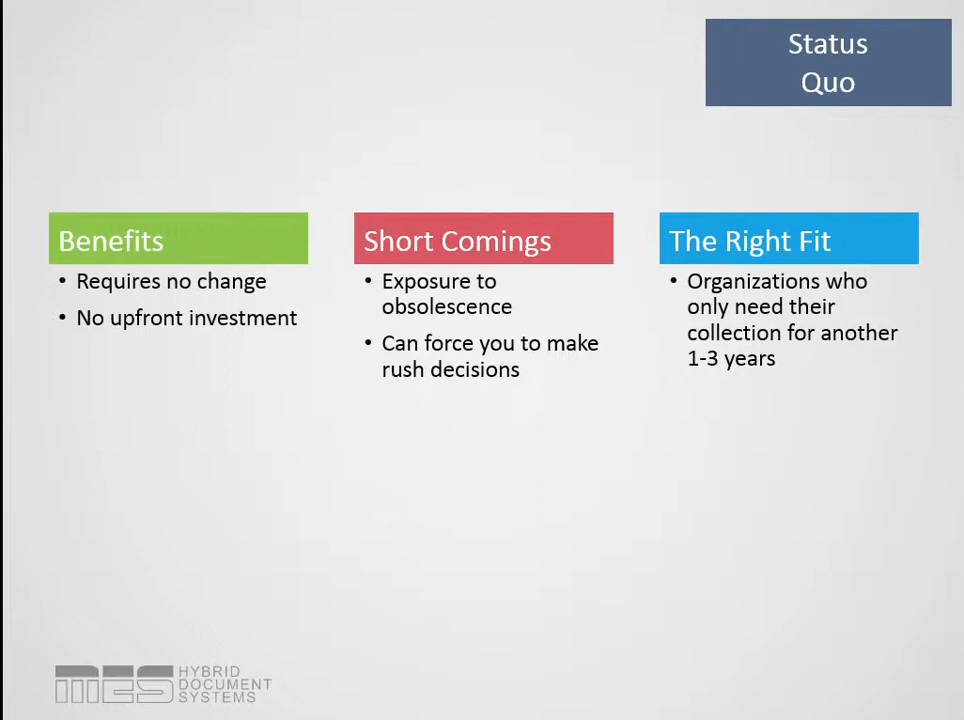 Status
Quo
Benefits
• Requires no change
• No upfront investment
Short Comings
• Exposure to
obsolescence
• Can force you to make
rush decisions
The Right Fit
• Organizations who
only need their
collection for another
1-3 years
MES HYBRID
DOCUMENT
SYSTEMS